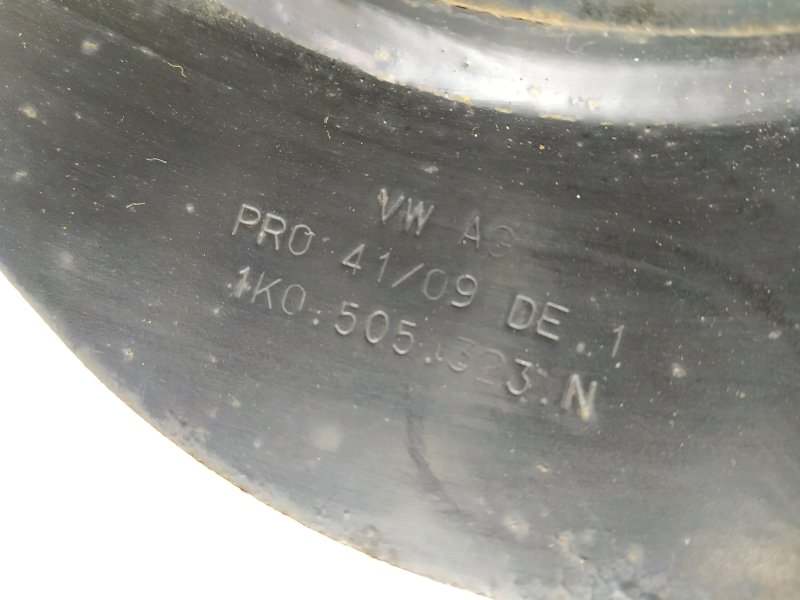 VW A3
PRO 41/09 DE. 1
1K0.505.323.N